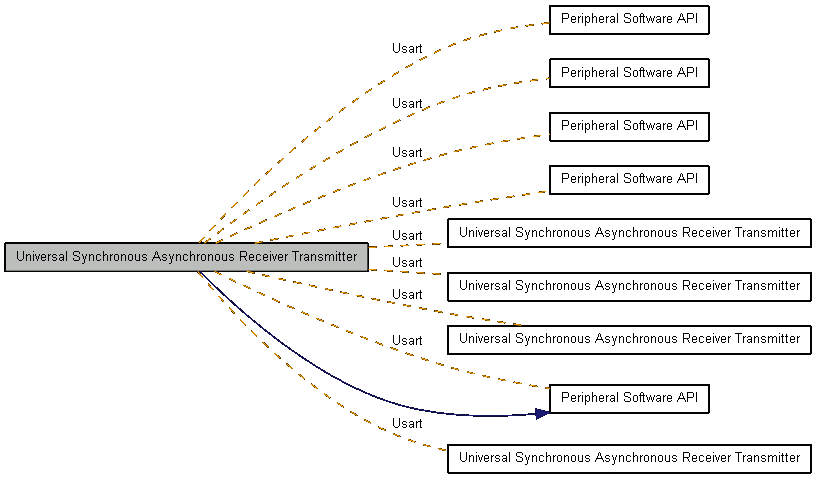 Peripheral Software API
Usart
Peripheral Software API
Usart
Peripheral Software API
Usart
Peripheral Software API
Usart
Universal Synchronous Asynchronous Receiver Transmitter
Usart
Universal Synchronous Asynchronous Receiver Transmitter
Usart
Universal Synchronous Asynchronous Receiver Transmitter
Usart
Universal Synchronous Asynchronous Receiver Transmitter
Usart
Peripheral Software API
Usart
Universal Synchronous Asynchronous Receiver Transmitter